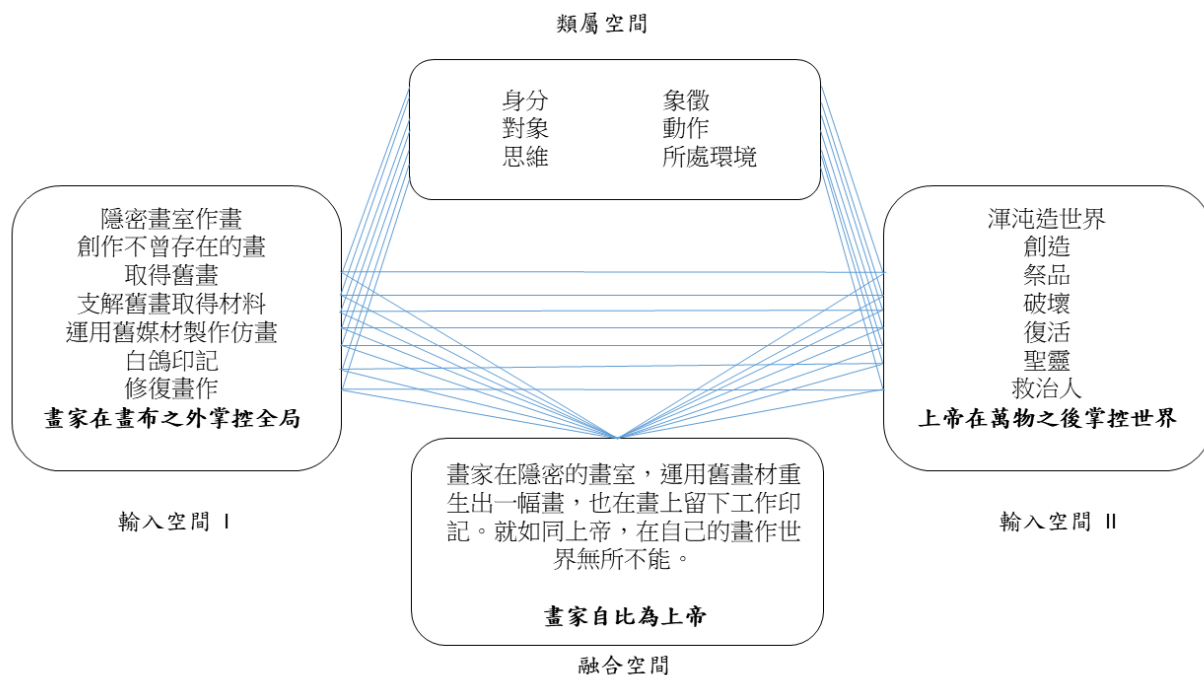 類屬空間
身分 象徵
對象 動作
思維 所處環境
隱密畫室作畫
創作不曾存在的畫
取得舊畫
支解舊畫取得材料
運用舊媒材製作仿畫
白鴿印記
修復畫作
畫家在畫布之外掌控全局
輸入空間 I
渾沌造世界
創造
祭品
破壞
復活
聖靈
救治人
上帝在萬物之後掌控世界
輸入空間 II
畫家在隱密的畫室，運用舊畫材重
生出一幅畫，也在畫上留下工作印
記。就如同上帝，在自己的畫作世
界無所不能。
畫家自比為上帝
融合空間